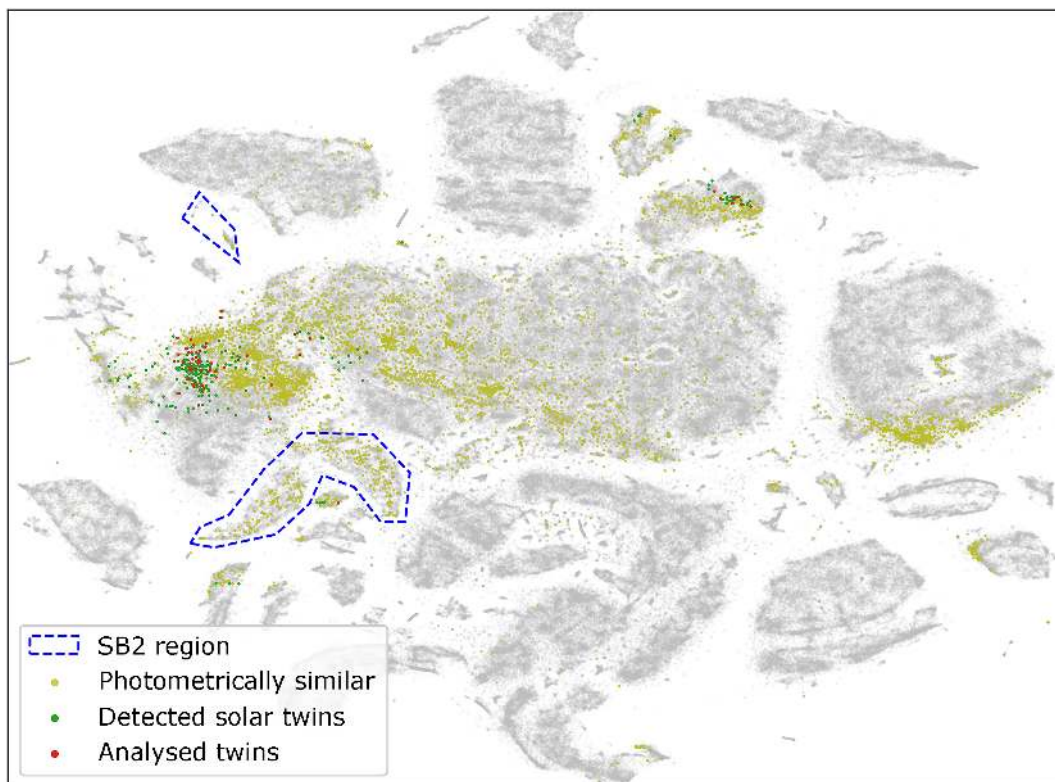 SB2 region
Photometrically similar
Detected solar twins
Analysed twins